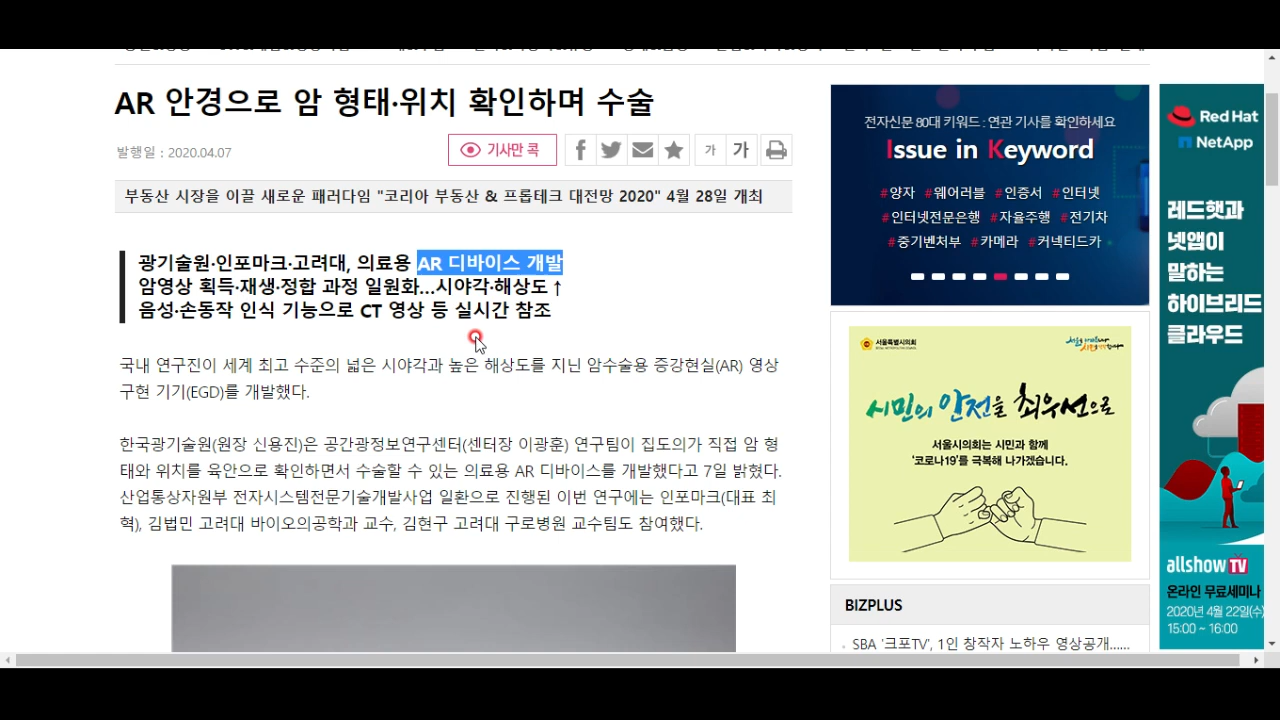 AR 안경으로 암 형태·위치 확인하며 수술
발행일 : 2020.04.07
기사만 콕
가
가
부동산 시장을 이끌 새로운 패러다임 "코리아 부동산 & 프롭테크 대전망 2020" 4월 28일 개최
광기술원·인포마크·고려대, 의료용 AR 디바이스 개발
암영상 획득·재생·정합 과정 일원화...시야각·해상도↑
음성·손동작 인식 기능으로 CT 영상 등 실시간 참조
국내 연구진이 세계 최고 수준의 넓은 시야각과 높은 해상도를 지닌 암수술용 증강현실(AR) 영상
구현 기기(EGD)를 개발했다.
한국광기술원(원장 신용진)은 공간광정보연구센터(센터장 이광훈) 연구팀이 집도의가 직접 암 형
태와 위치를 육안으로 확인하면서 수술할 수 있는 의료용 AR 디바이스를 개발했다고 7일 밝혔다.
산업통상자원부 전자시스템전문기술개발사업 일환으로 진행된 이번 연구에는 인포마크(대표 최
혁), 김법민 고려대 바이오의공학과 교수, 김현구 고려대 구로병원 교수팀도 참여했다.
전자신문 80대 키워드 : 연관 기사를 확인하세요
Issue in Keyword
#양자 #웨어러블 #인증서 #인터넷
#인터넷전문은행 #자율주행 #전기차
#중기벤처부 #카메라 #커넥티드카
서울특별시의회
시민의 안전을 최우선으로
서울시의회는 시민과 함께
'코로나19'를 극복해 나가겠습니다.
BIZPLUS
SBA '크포TV', 1인 창작자 노하우 영상공개......
Red Hat
NetApp
레드햇과
넷앱이
말하는
하이브리드
클라우드
allshow TV
온라인 무료세미나
2020년 4월 22일(수)
15:00 ~ 16:00